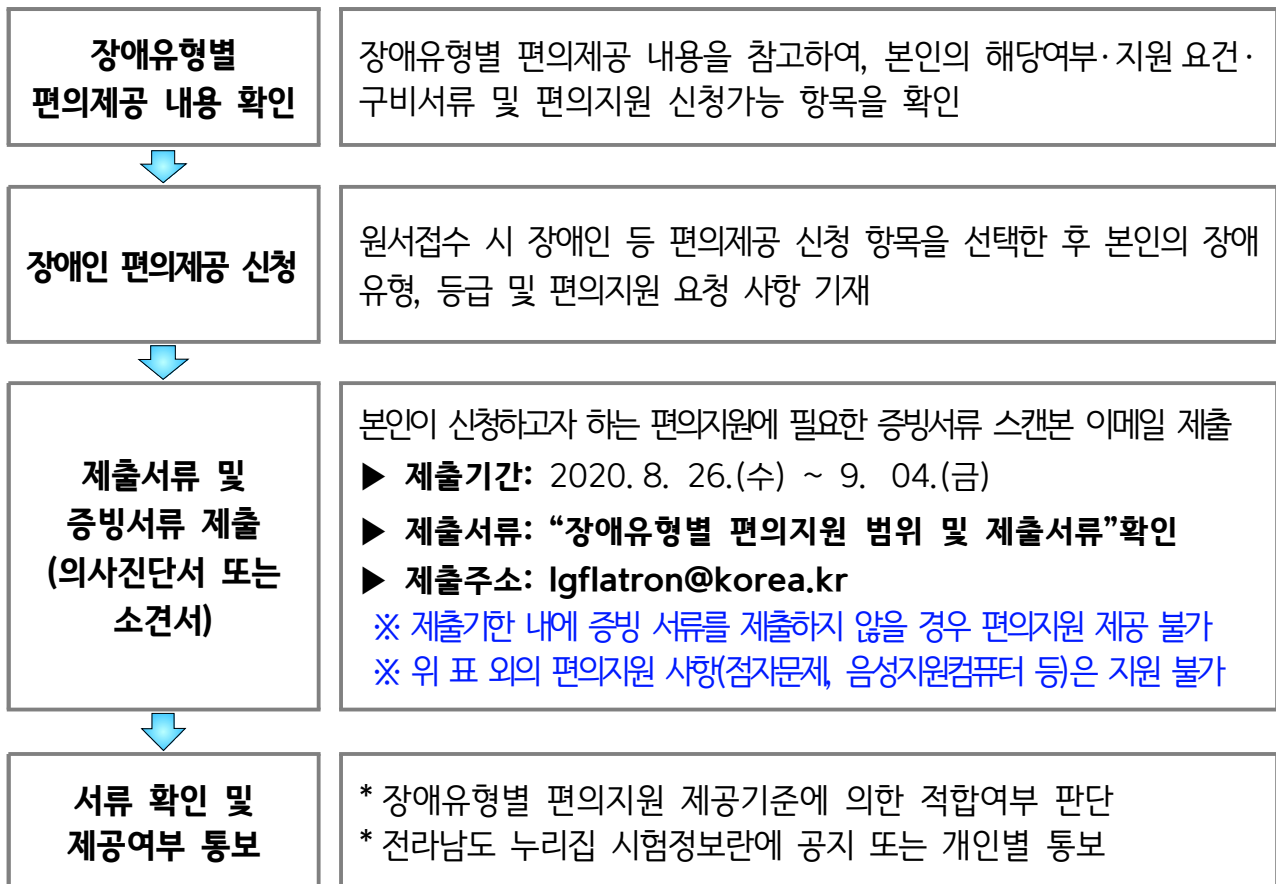 장애유형별
편의제공 내용 확인
장애유형별 편의제공 내용을 참고하여, 본인의 해당여부·지원 요건·
구비서류 및 편의지원 신청가능 항목을 확인
장애인 편의제공 신청
원서접수 시 장애인 등 편의제공 신청 항목을 선택한 후 본인의 장애
유형, 등급 및 편의지원 요청 사항 기재
제출서류 및
증빙서류 제출
(의사진단서 또는
소견서)
본인이 신청하고자 하는 편의지원에 필요한 증빙서류 스캔본 이메일 제출
▶ 제출기간: 2020. 8. 26.(수) ~ 9. 04.(금)
▶ 제출서류: “장애유형별 편의지원 범위 및 제출서류”확인
▶ 제출주소: lgflatron@korea.kr
※ 제출기한 내에 증빙 서류를 제출하지 않을 경우 편의지원 제공 불가
※ 위 표 외의 편의지원 사항(점자문제, 음성지원컴퓨터 등)은 지원 불가
서류 확인 및
제공여부 통보
* 장애유형별 편의지원 제공기준에 의한 적합여부 판단
* 전라남도 누리집 시험정보란에 공지 또는 개인별 통보